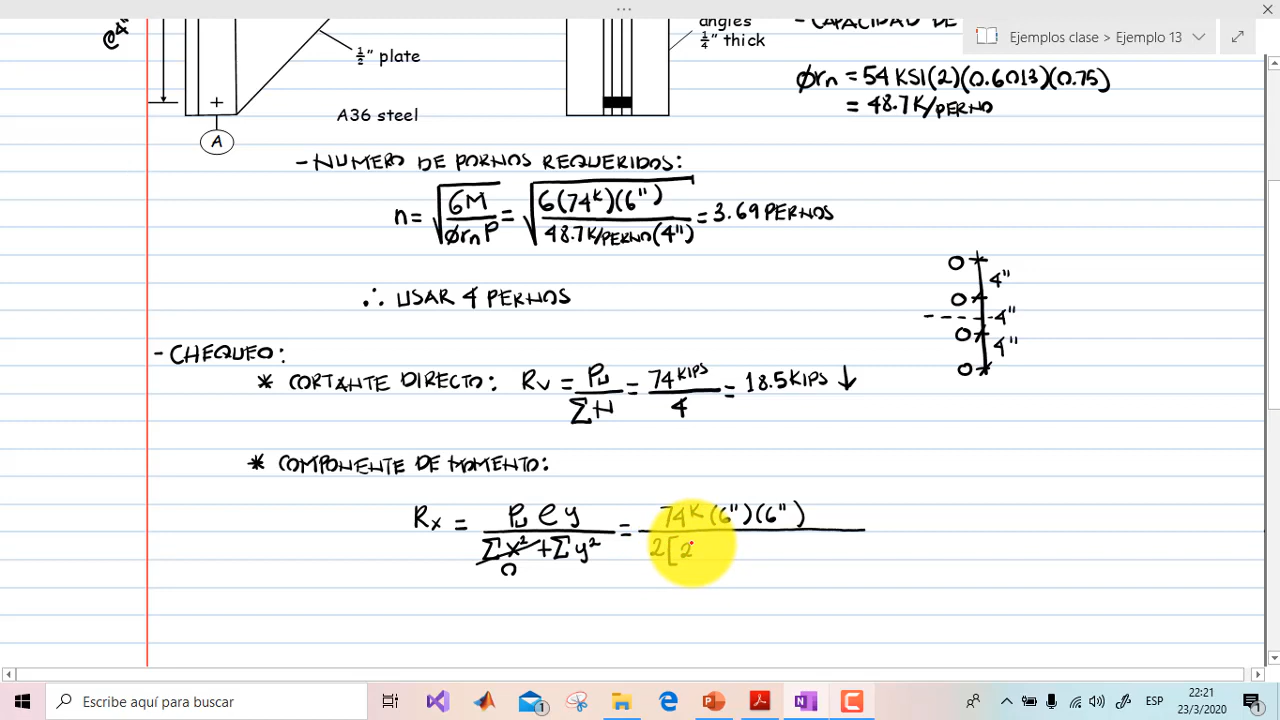 angles
1/4" thick
- CAPACIDAD DE
Ejemplos clase > Ejemplo 13
1/2" plate
A36 steel
A
ϕrn = 54 KSI(2)(0.6013)(0.75)
= 48.7 K/PERNO
- NUMERO DE PORNOS REQUERIDOS:
n = √(6M / ϕrn P) = √(6(74K)(6") / 48.7K/PERNO(4")) = 3.69 PERNOS
∴ USAR 4 PERNOS
4"
4"
4"
- CHEQUEO:
* CORTANTE DIRECTO: Rv = Pu / ΣN = 74 KIPS / 4 = 18.5 KIPS ↓
* COMPONENTE DE MOMENTO:
Rx = Pu e y / Σx² + Σy² = 74K (6")(6") / 2[2
0
Escribe aquí para buscar
ESP
22:21
23/3/2020
1
1